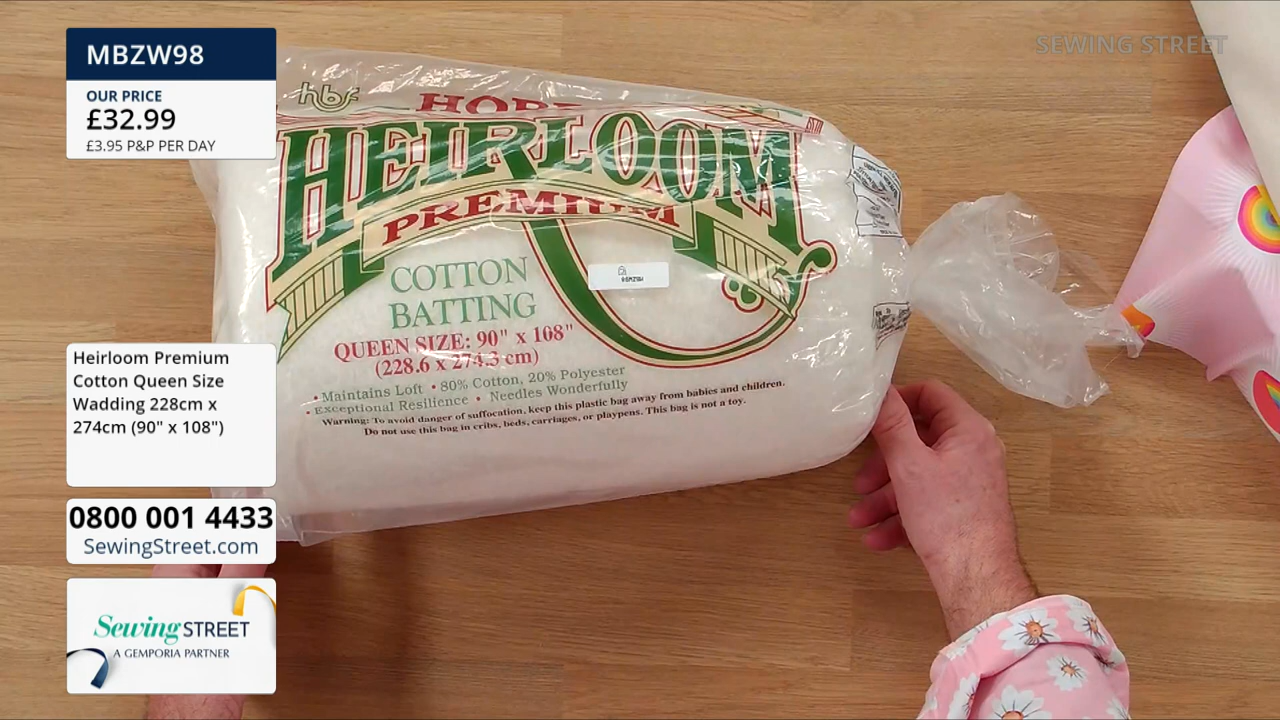 MBZW98
OUR PRICE
£32.99
£3.95 P&P PER DAY
SEWING STREET
hbf
HEIRLOOM
PREMIUM
COTTON
BATTING
QUEEN SIZE: 90" x 108"
(228.6 x 274.3 cm)
• Maintains Loft • 80% Cotton, 20% Polyester
• Exceptional Resilience • Needles Wonderfully
Warning: To avoid danger of suffocation, keep this plastic bag away from babies and children.
Do not use this bag in cribs, beds, carriages, or playpens. This bag is not a toy.
Heirloom Premium
Cotton Queen Size
Wadding 228cm x
274cm (90" x 108")
0800 001 4433
SewingStreet.com
Sewing STREET
A GEMPORIA PARTNER